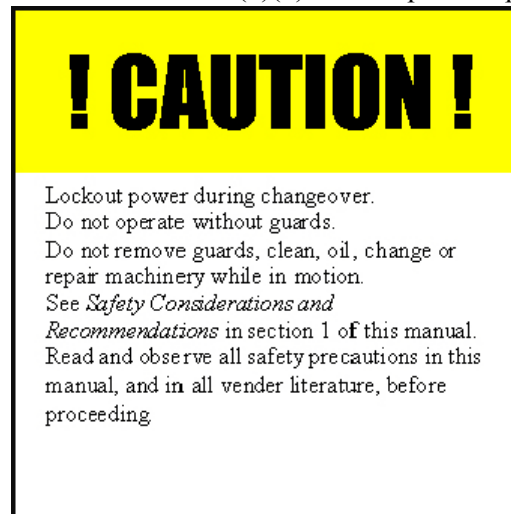 ! CAUTION !
Lockout power during changeover.
Do not operate without guards.
Do not remove guards, clean, oil, change or
repair machinery while in motion.
See Safety Considerations and
Recommendations in section 1 of this manual.
Read and observe all safety precautions in this
manual, and in all vender literature, before
proceeding.